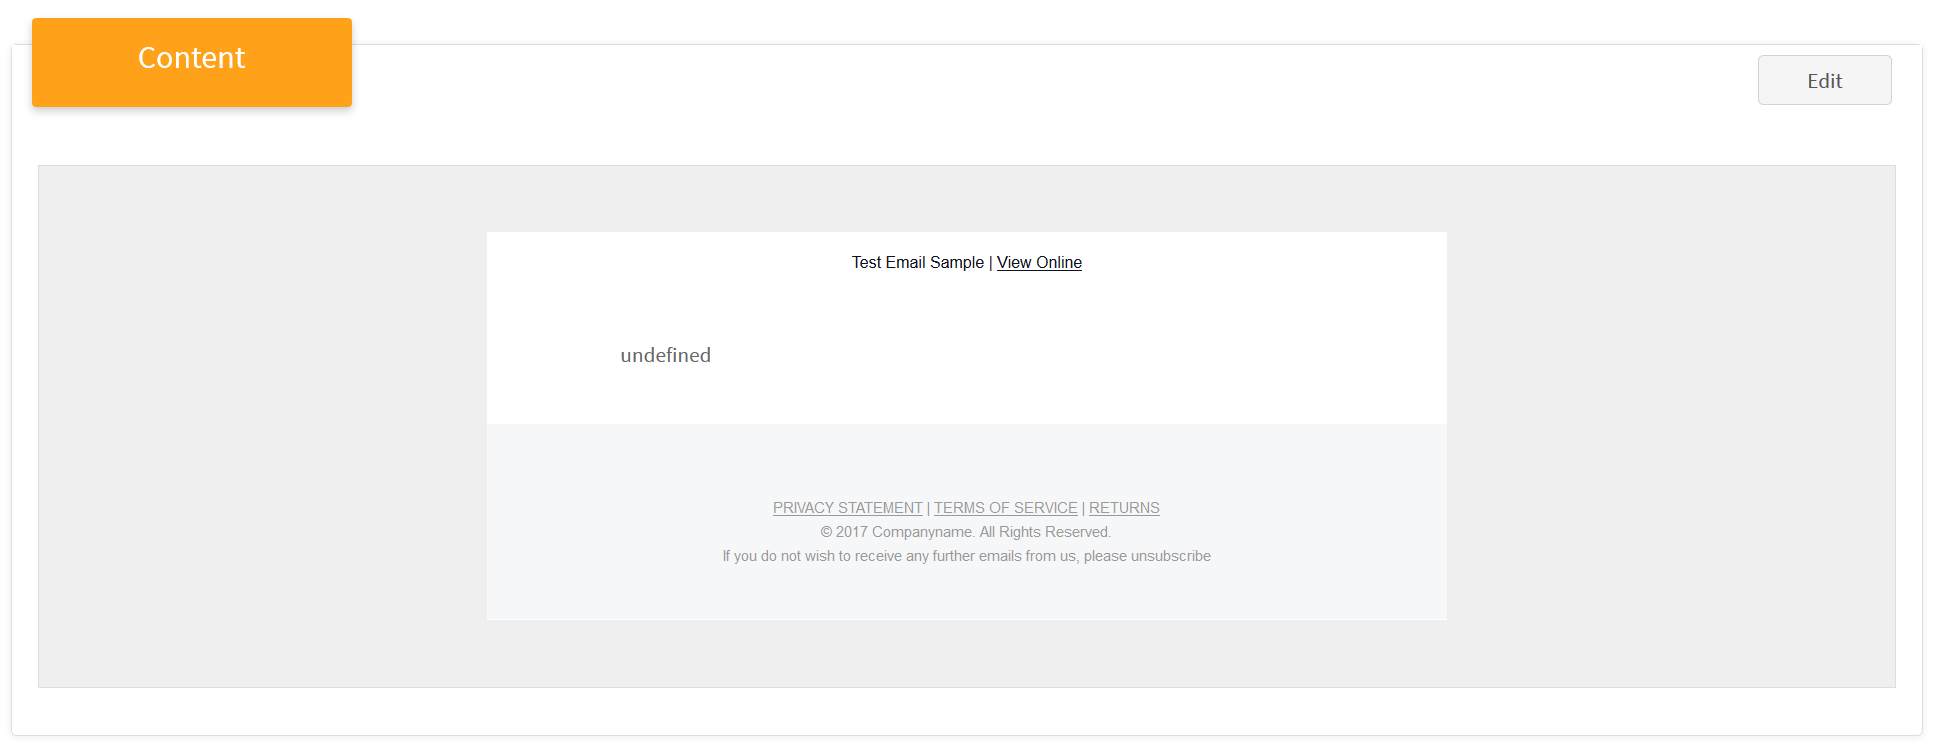 Content
Edit
Test Email Sample | View Online
undefined
PRIVACY STATEMENT | TERMS OF SERVICE | RETURNS
© 2017 Companyname. All Rights Reserved.
If you do not wish to receive any further emails from us, please unsubscribe